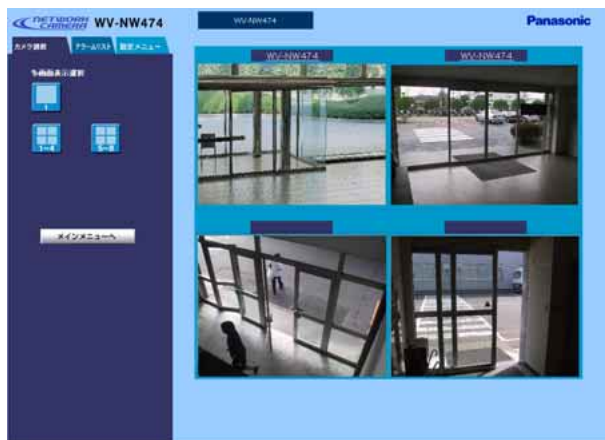 NETWORK CAMERA WV-NW474
WV-NW474
Panasonic
カメラ選択 アラームリスト 設定メニュー
WV-NW474
WV-NW474
多画面表示選択
1
1~4 5~8
メインメニューへ